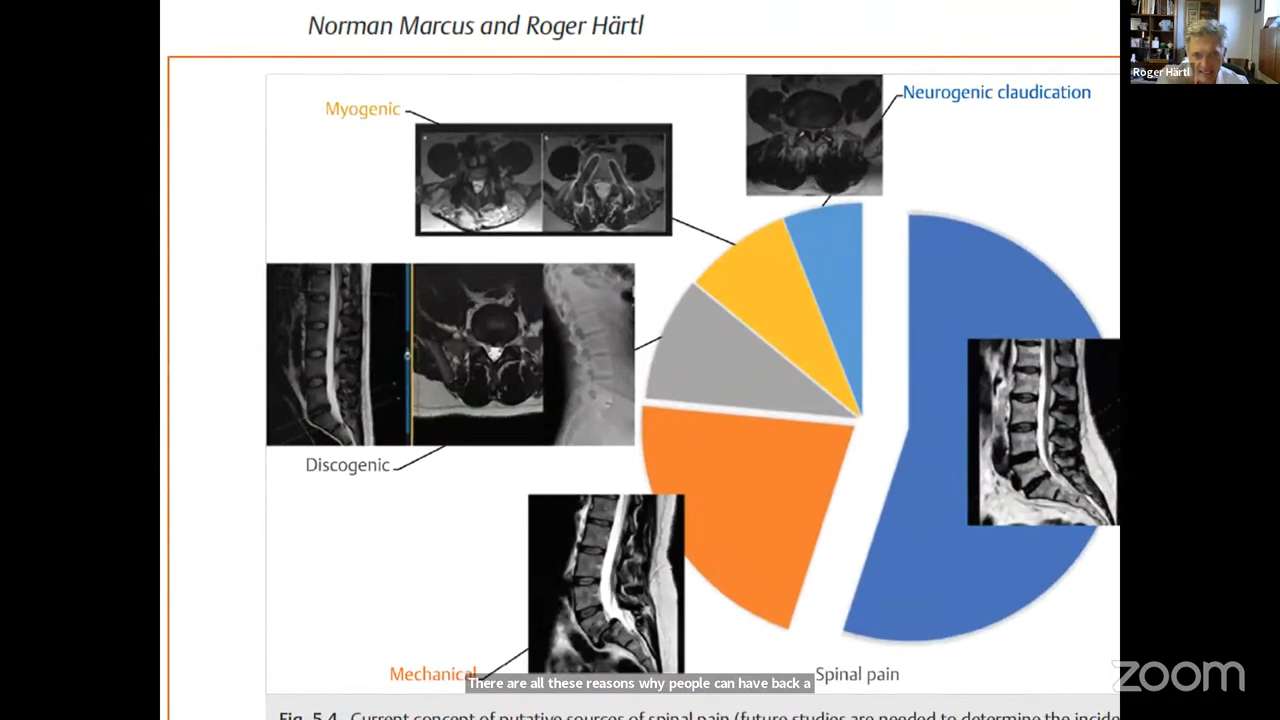 Norman Marcus and Roger Härtl
Roger Härtl
Myogenic
Neurogenic claudication
Discogenic
Mechanical
Spinal pain
There are all these reasons why people can have back a
zoom
Fig. 5.4 Current concept of putative sources of spinal pain (future studies are needed to determine the incide